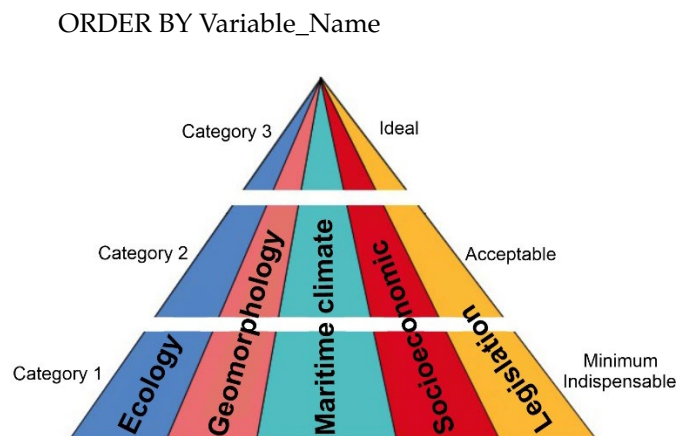 ORDER BY Variable_Name
Category 3
Ideal
Category 2
Acceptable
Category 1
Minimum
Indispensable
Ecology
Geomorphology
Maritime climate
Socioeconomic
Legislation